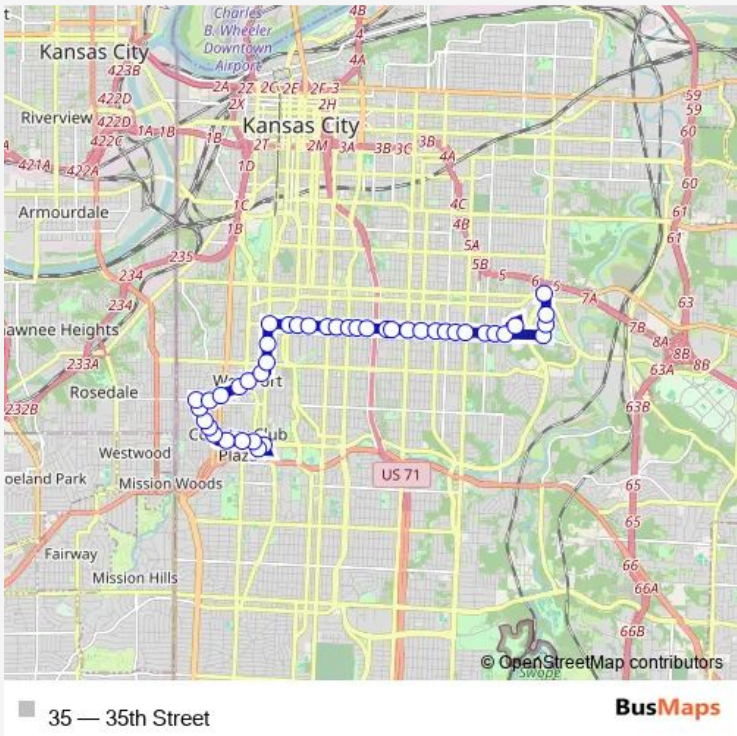 t
Charles
B. Wheeler
Downtown
Airport
4B
4
4A
Kansas City
423B
2A 2Z 2C 2E 2F 3
2X 2H
422D
59
59
Riverview
422D
422C
1A 1B
1B
Kansas City
60
2T 2M 3A 3B 3C 3B
4A
A
421A 422A
1D
60
Armourdale
1C
1B
4C
4B
61
61
5A
235
5B
234
5 6 5
7A
63
234
awnee Heights
7B
8A
8B
8B
233A
63A
Rosedale
232B
63B
Club
Westwood
Plaz
oeland Park
Mission Woods
US 71
65
65
Fairway
66
Mission Hills
66A
66B
Swope
© OpenStreetMap contributors
35 — 35th Street
BusMaps